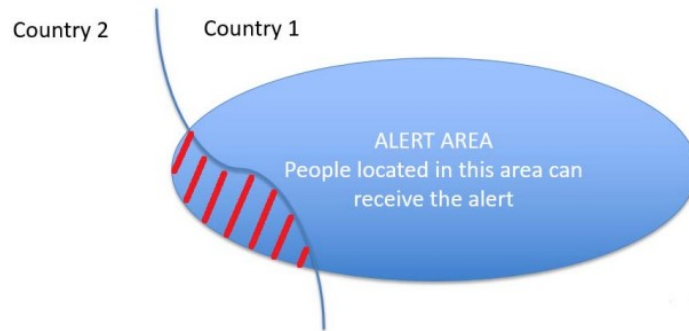 Country 2
Country 1
ALERT AREA
People located in this area can
receive the alert